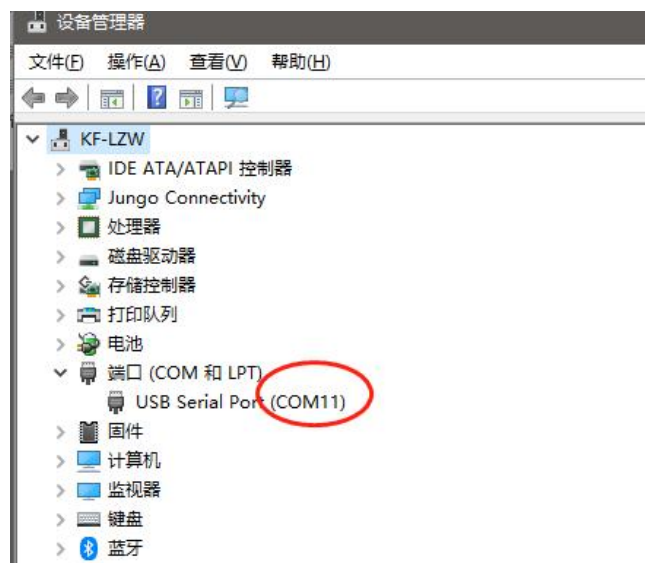 设备管理器
文件(F) 操作(A) 查看(V) 帮助(H)
KF-LZW
IDE ATA/ATAPI 控制器
Jungo Connectivity
处理器
磁盘驱动器
存储控制器
打印队列
电池
端口 (COM 和 LPT)
USB Serial Port (COM11)
固件
计算机
监视器
键盘
蓝牙